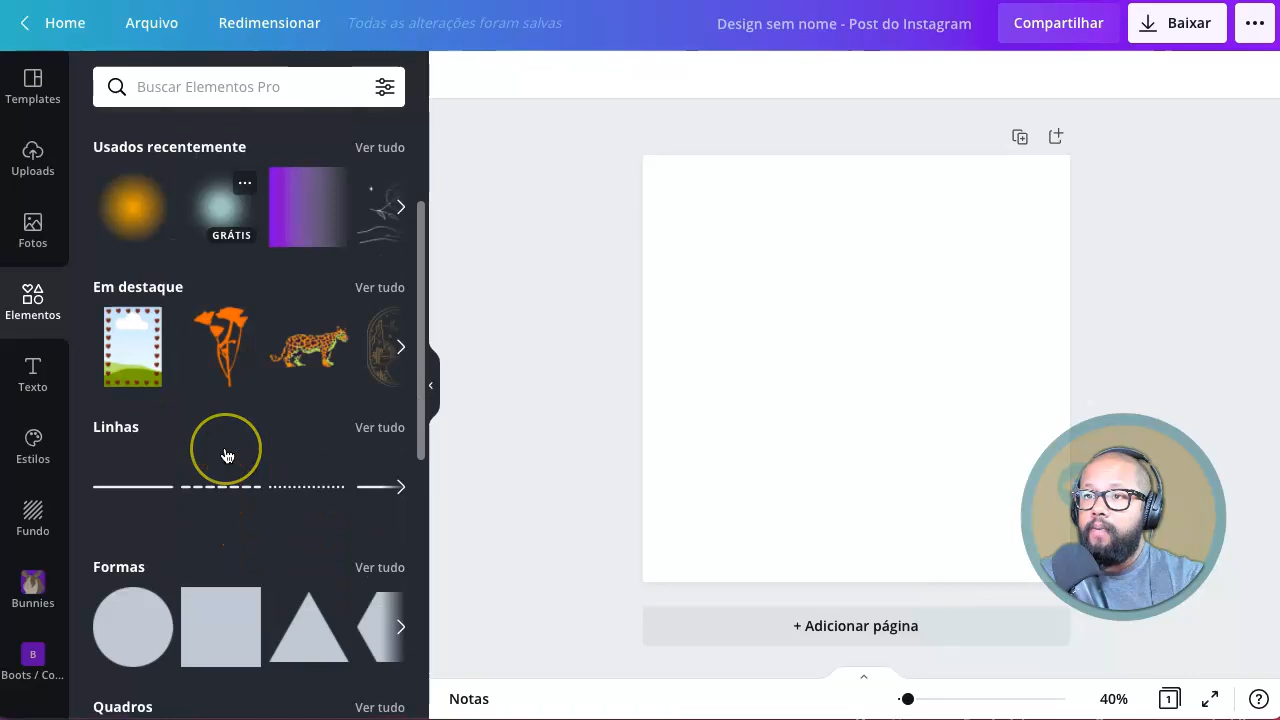 Home
Arquivo
Redimensionar
Todas as alterações foram salvas
Design sem nome - Post do Instagram
Compartilhar
Baixar
Templates
Uploads
Fotos
Elementos
Texto
Estilos
Fundo
Bunnies
B
Boots / Co...
Buscar Elementos Pro
Usados recentemente
Ver tudo
GRÁTIS
Em destaque
Ver tudo
Linhas
Ver tudo
Formas
Ver tudo
Quadros
Ver tudo
+ Adicionar página
Notas
40%
1
?